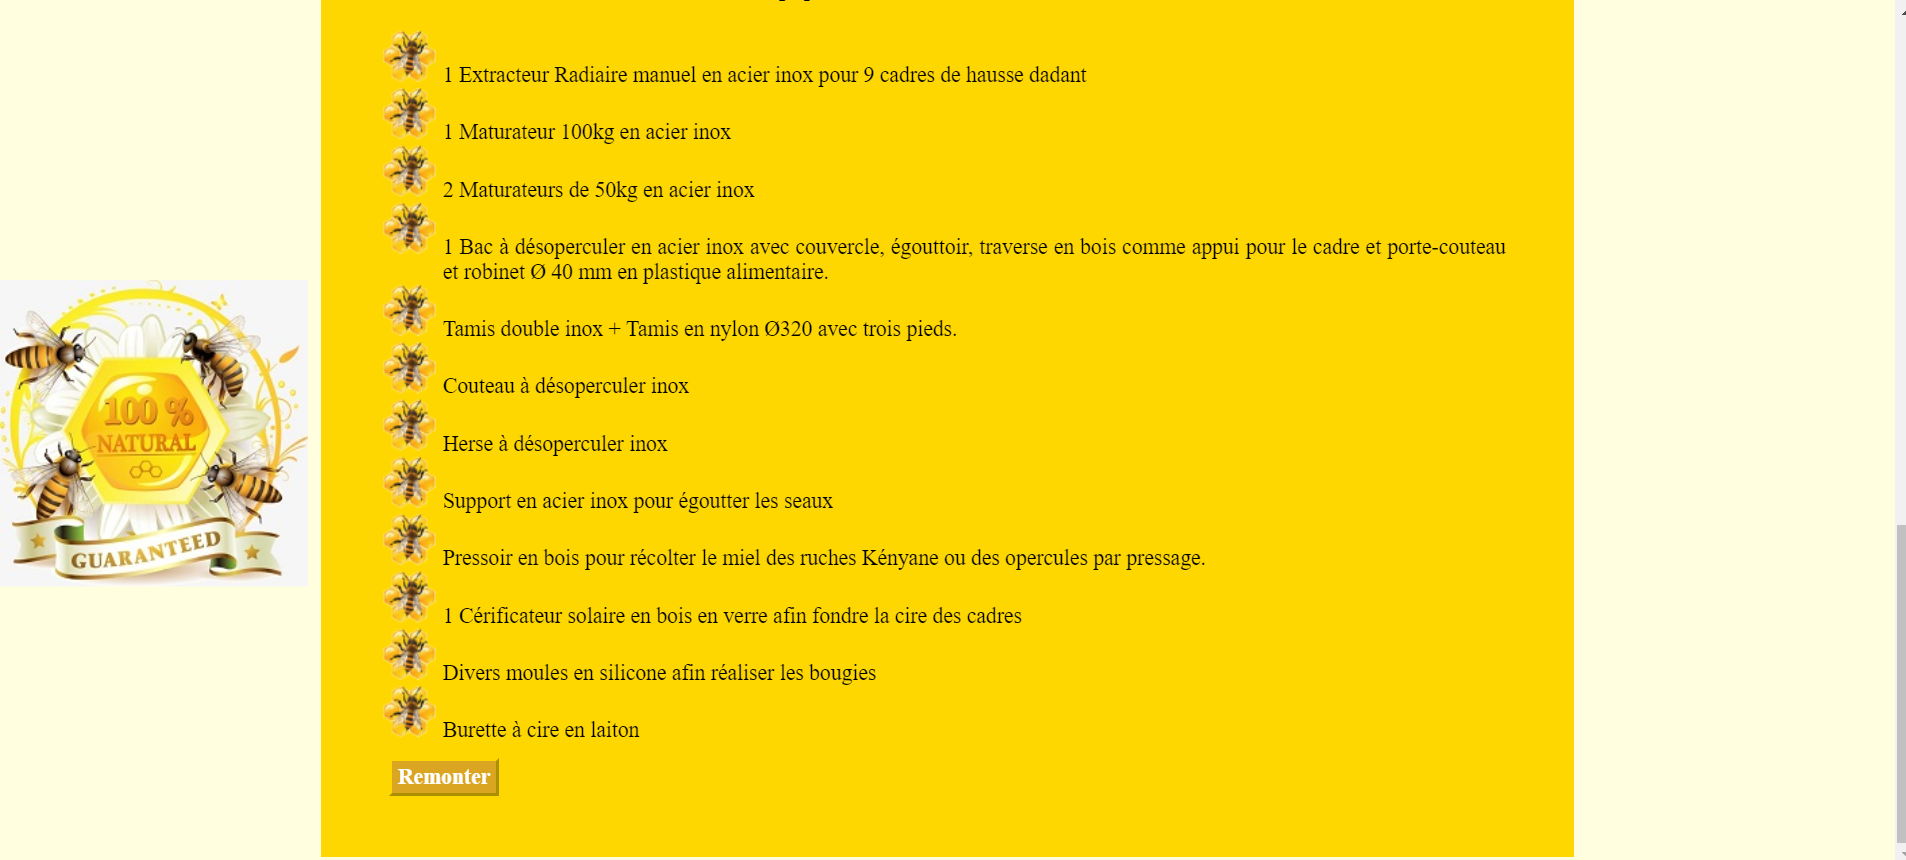 1 Extracteur Radiaire manuel en acier inox pour 9 cadres de hausse dadant
1 Maturateur 100kg en acier inox
2 Maturateurs de 50kg en acier inox
1 Bac à désoperculer en acier inox avec couvercle, égouttoir, traverse en bois comme appui pour le cadre et porte-couteau
et robinet Ø 40 mm en plastique alimentaire.
Tamis double inox + Tamis en nylon Ø320 avec trois pieds.
Couteau à désoperculer inox
Herse à désoperculer inox
Support en acier inox pour égoutter les seaux
Pressoir en bois pour récolter le miel des ruches Kényane ou des opercules par pressage.
1 Cérificateur solaire en bois en verre afin fondre la cire des cadres
Divers moules en silicone afin réaliser les bougies
Burette à cire en laiton
Remonter
100 %
NATURAL
GUARANTEED